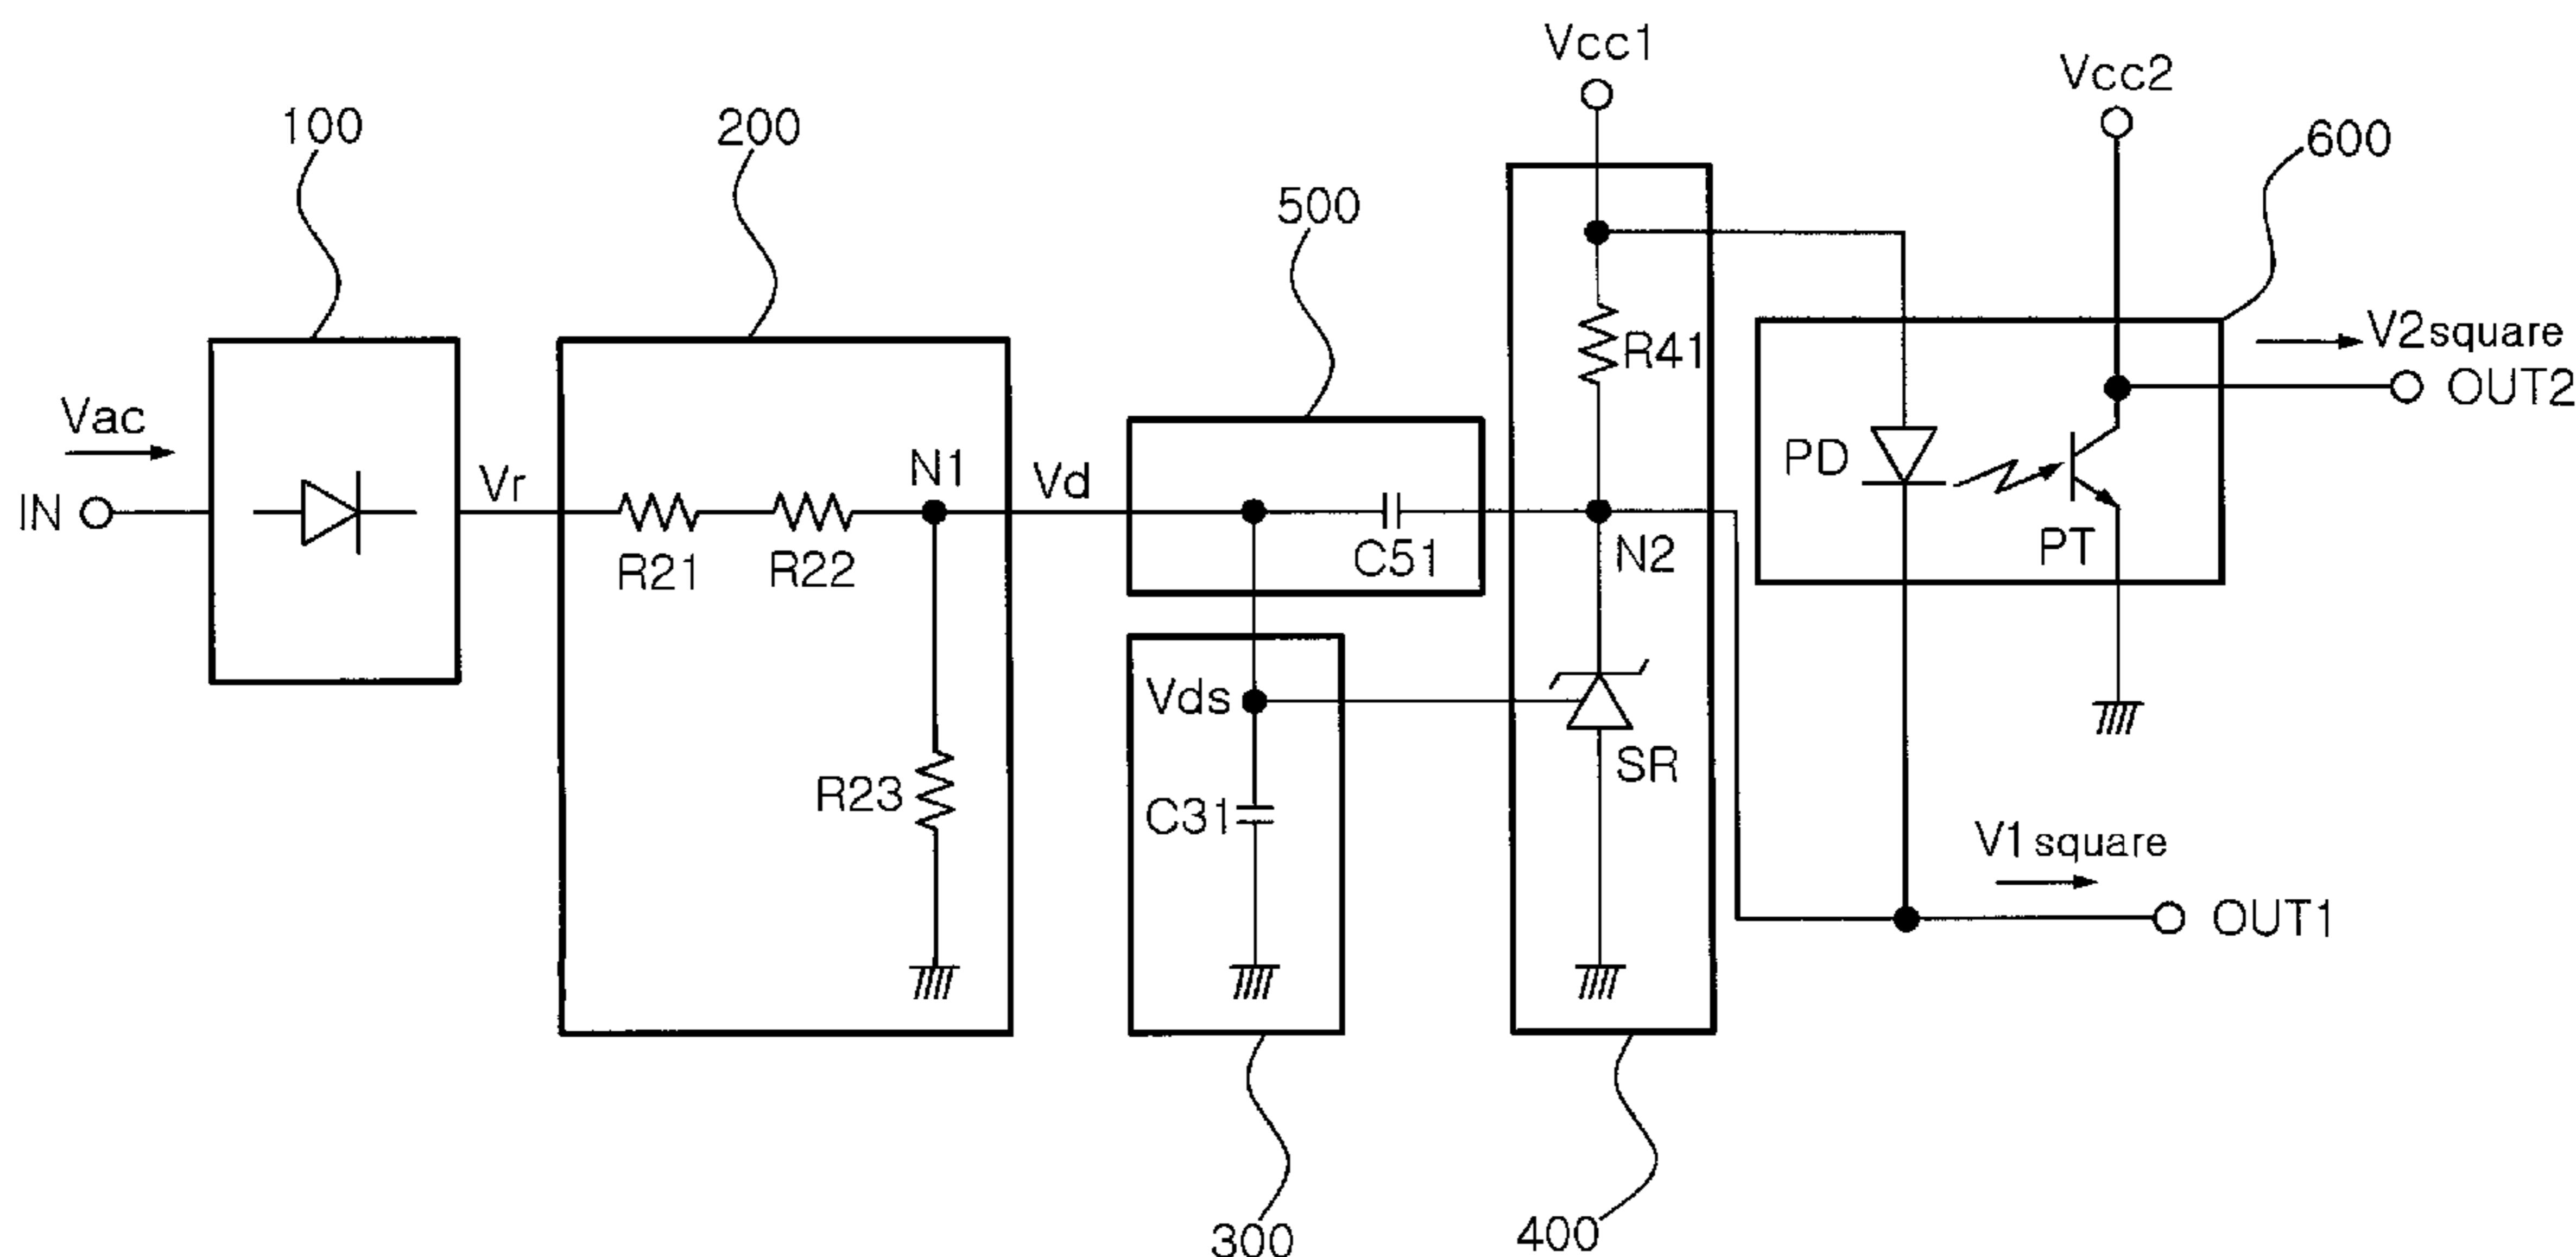 Vcc1
Vcc2
100
200
600
500
V2square
R41
OUT2
Vac
PD
N1
Vd
Vr
IN
PT
C51
N2
R21
R22
Vds
SR
R23
C31
V1square
OUT1
300
400